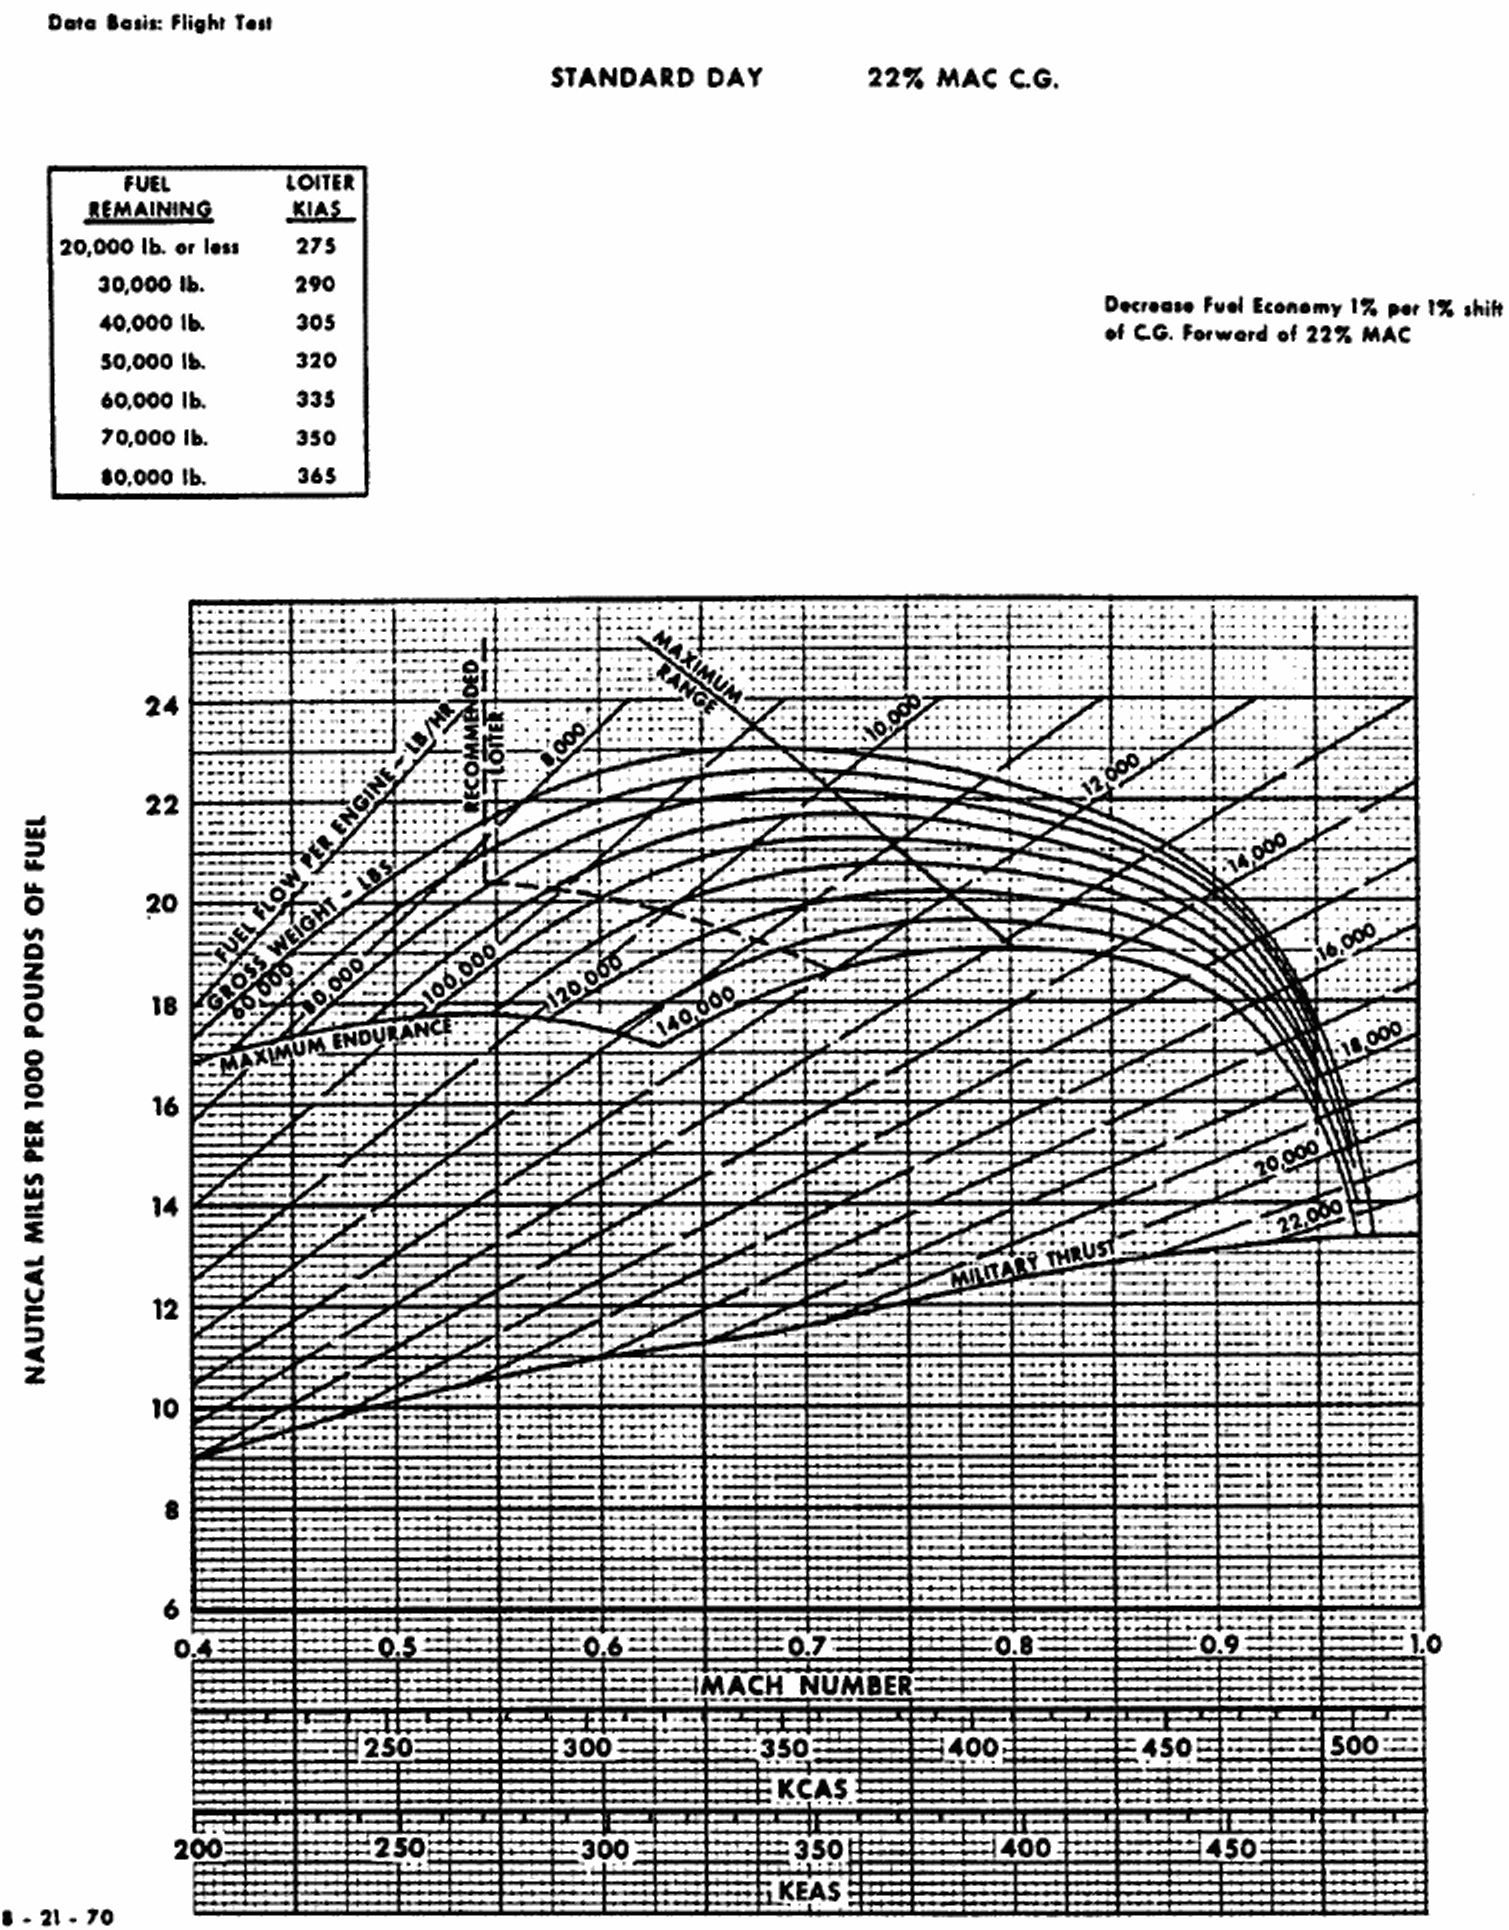 Data Basis: Flight Test
STANDARD DAY 22% MAC C.G.
FUEL REMAINING LOITER KIAS
20,000 lb. or less 275
30,000 lb. 290
40,000 lb. 305
50,000 lb. 320
60,000 lb. 335
70,000 lb. 350
80,000 lb. 365
Decrease Fuel Economy 1% per 1% shift
of C.G. Forward of 22% MAC
NAUTICAL MILES PER 1000 POUNDS OF FUEL
24
22
20
18
16
14
12
10
8
6
FUEL FLOW PER ENGINE - LB/HR
GROSS WEIGHT - LBS
RECOMMENDED
LOITER
MAXIMUM
RANGE
8,000
10,000
12,000
14,000
16,000
18,000
20,000
22,000
60,000
80,000
100,000
120,000
140,000
MAXIMUM ENDURANCE
MILITARY THRUST
0.4 0.5 0.6 0.7 0.8 0.9 1.0
MACH NUMBER
250 300 350 400 450 500
KCAS
200 250 300 350 400 450
KEAS
8 - 21 - 70